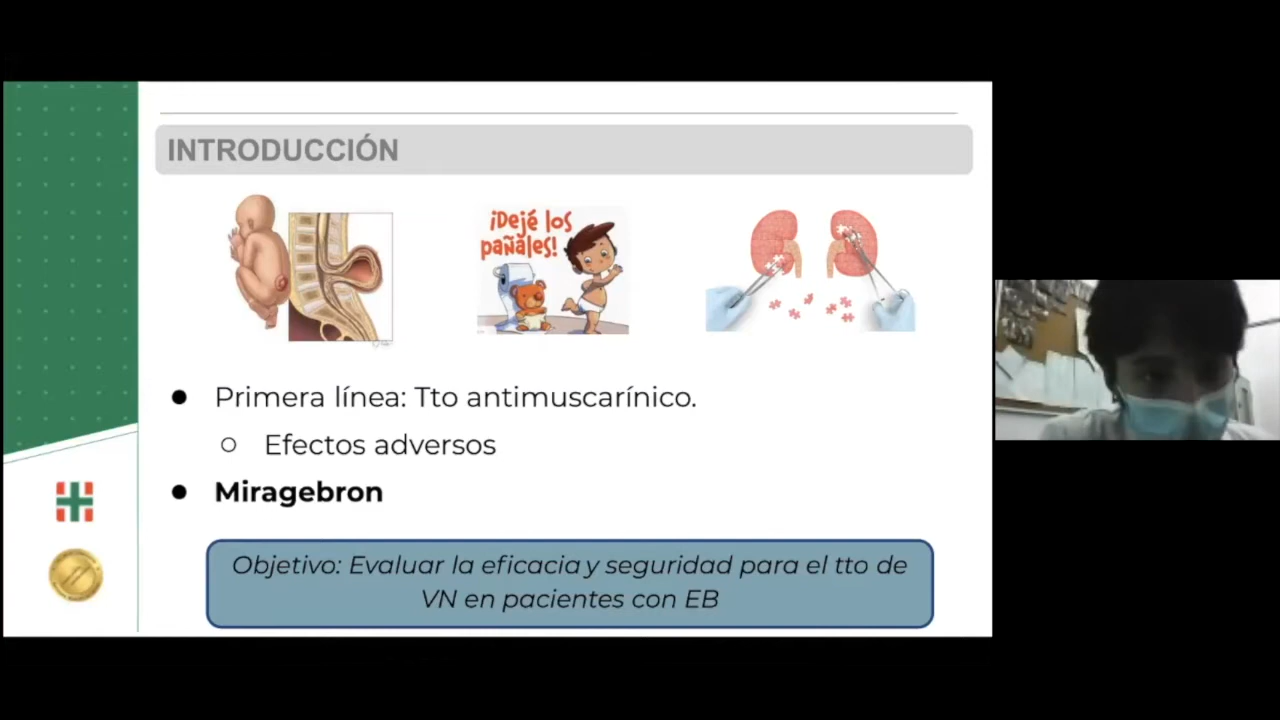 INTRODUCCIÓN
¡Dejé los
pañales!
● Primera línea: Tto antimuscarínico.
○ Efectos adversos
● Miragebron
Objetivo: Evaluar la eficacia y seguridad para el tto de
VN en pacientes con EB